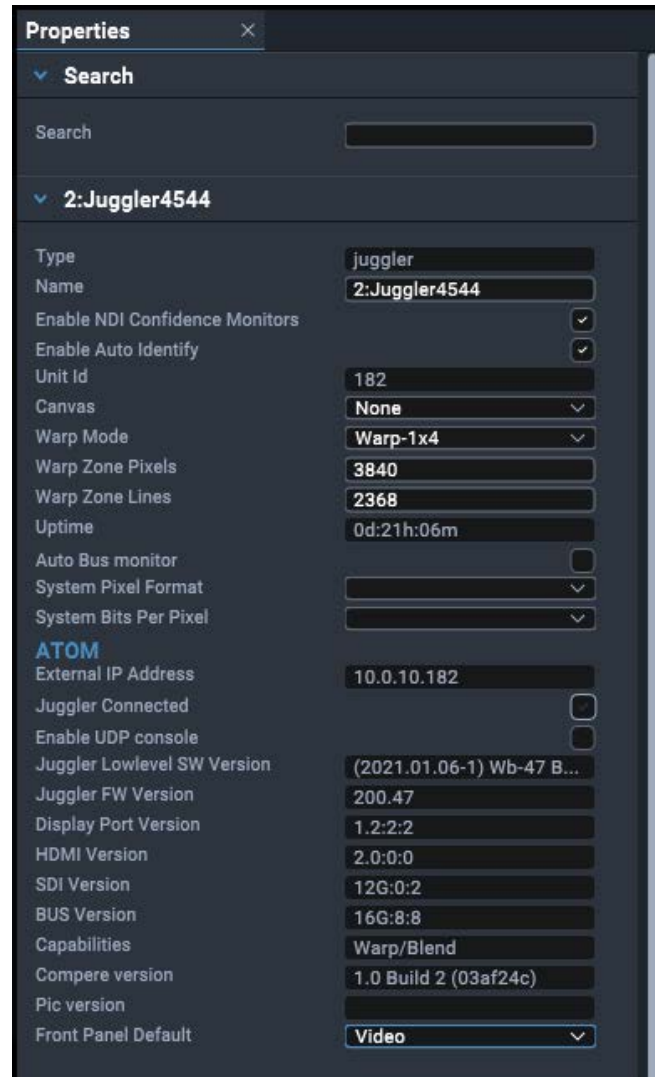 Properties ×
Search
Search
2:Juggler4544
Type juggler
Name 2:Juggler4544
Enable NDI Confidence Monitors
Enable Auto Identify
Unit Id 182
Canvas None
Warp Mode Warp-1x4
Warp Zone Pixels 3840
Warp Zone Lines 2368
Uptime 0d:21h:06m
Auto Bus monitor
System Pixel Format
System Bits Per Pixel
ATOM
External IP Address 10.0.10.182
Juggler Connected
Enable UDP console
Juggler Lowlevel SW Version (2021.01.06-1) Wb-47 B...
Juggler FW Version 200.47
Display Port Version 1.2:2:2
HDMI Version 2.0:0:0
SDI Version 12G:0:2
BUS Version 16G:8:8
Capabilities Warp/Blend
Compere version 1.0 Build 2 (03af24c)
Pic version
Front Panel Default Video